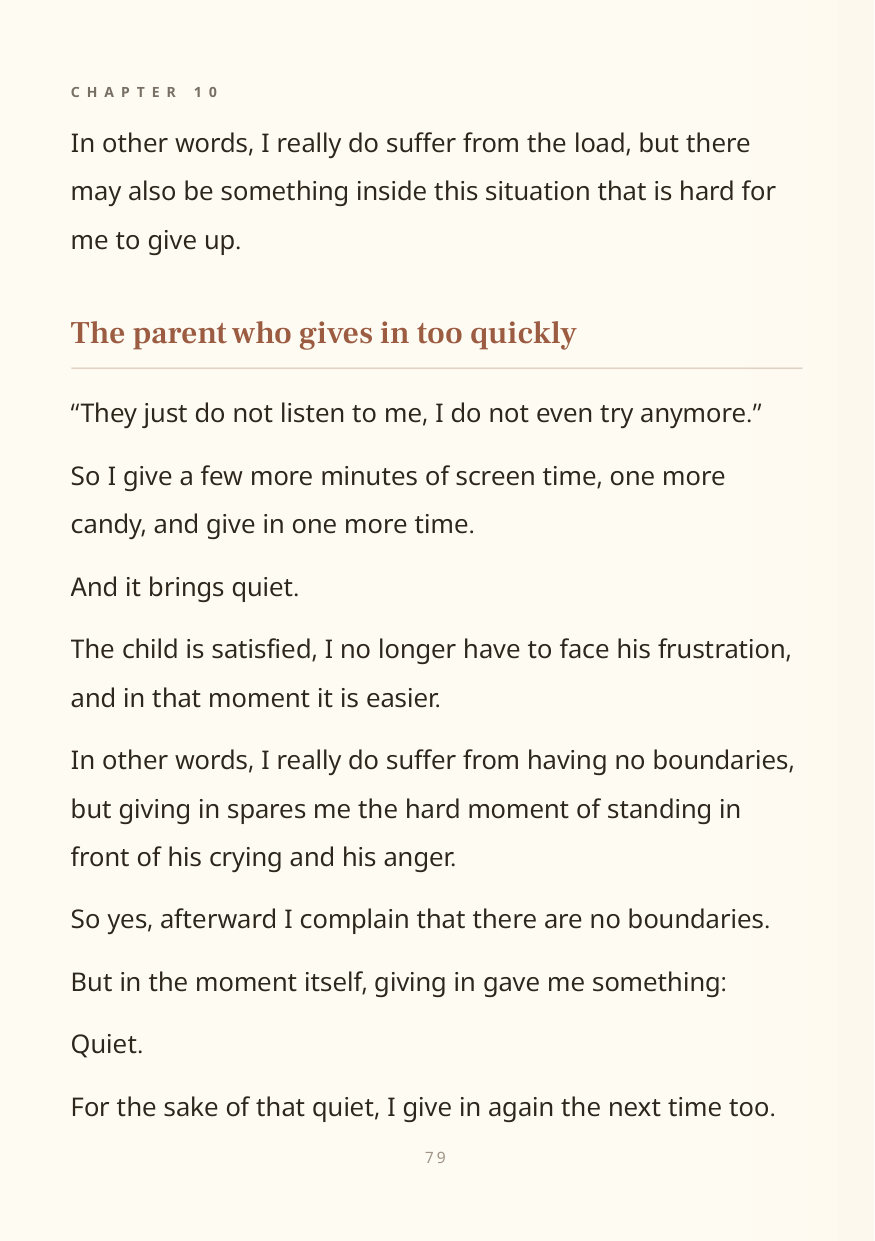 CHAPTER 10
In other words, I really do suffer from the load, but there
may also be something inside this situation that is hard for
me to give up.
The parent who gives in too quickly
“They just do not listen to me, I do not even try anymore.”
So I give a few more minutes of screen time, one more
candy, and give in one more time.
And it brings quiet.
The child is satisfied, I no longer have to face his frustration,
and in that moment it is easier.
In other words, I really do suffer from having no boundaries,
but giving in spares me the hard moment of standing in
front of his crying and his anger.
So yes, afterward I complain that there are no boundaries.
But in the moment itself, giving in gave me something:
Quiet.
For the sake of that quiet, I give in again the next time too.
79